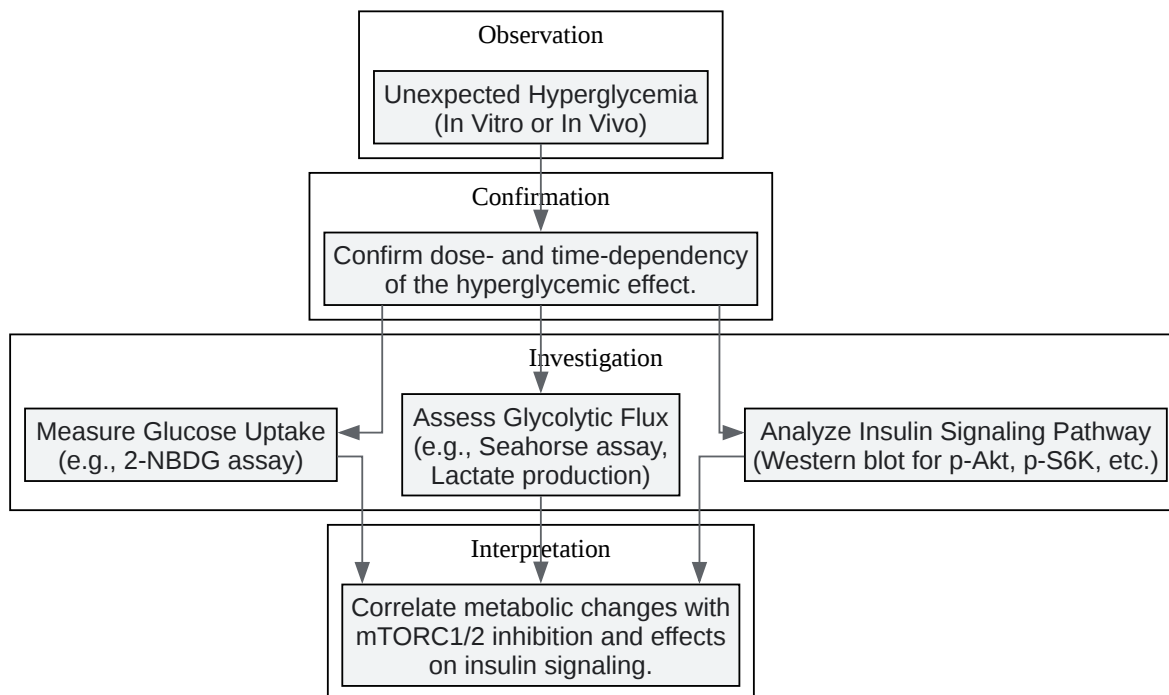 Observation
Unexpected Hyperglycemia
(In Vitro or In Vivo)
Confirmation
Confirm dose- and time-dependency
of the hyperglycemic effect.
Investigation
Measure Glucose Uptake
(e.g., 2-NBDG assay)
Assess Glycolytic Flux
(e.g., Seahorse assay,
Lactate production)
Analyze Insulin Signaling Pathway
(Western blot for p-Akt, p-S6K, etc.)
Interpretation
Correlate metabolic changes with
mTORC1/2 inhibition and effects
on insulin signaling.